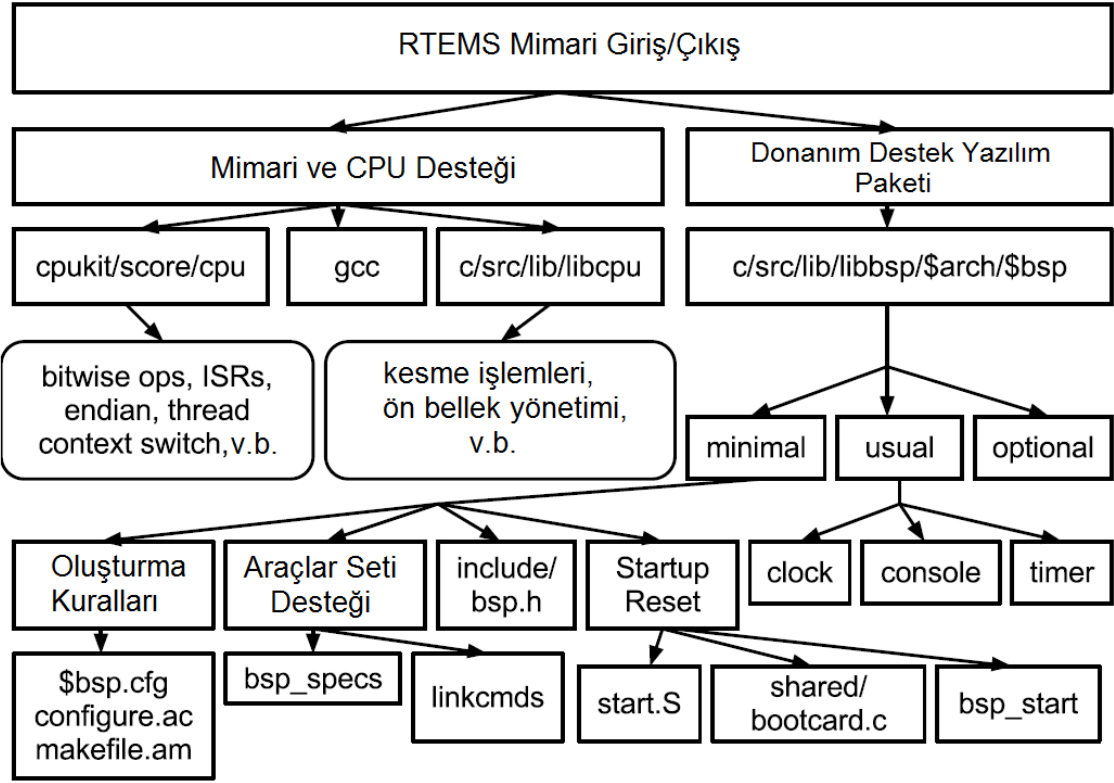 RTEMS Mimari Giriş/Çıkış
Mimari ve CPU Desteği
Donanım Destek Yazılım
Paketi
cpukit/score/cpu
gcc
c/src/lib/libcpu
c/src/lib/libbsp/$arch/$bsp
bitwise ops, ISRs,
endian, thread
context switch,v.b.
kesme işlemleri,
ön bellek yönetimi,
v.b.
minimal
usual
optional
Oluşturma
Kuralları
Araçlar Seti
Desteği
include/
bsp.h
Startup
Reset
clock
console
timer
$bsp.cfg
configure.ac
makefile.am
bsp_specs
linkcmds
start.S
shared/
bootcard.c
bsp_start